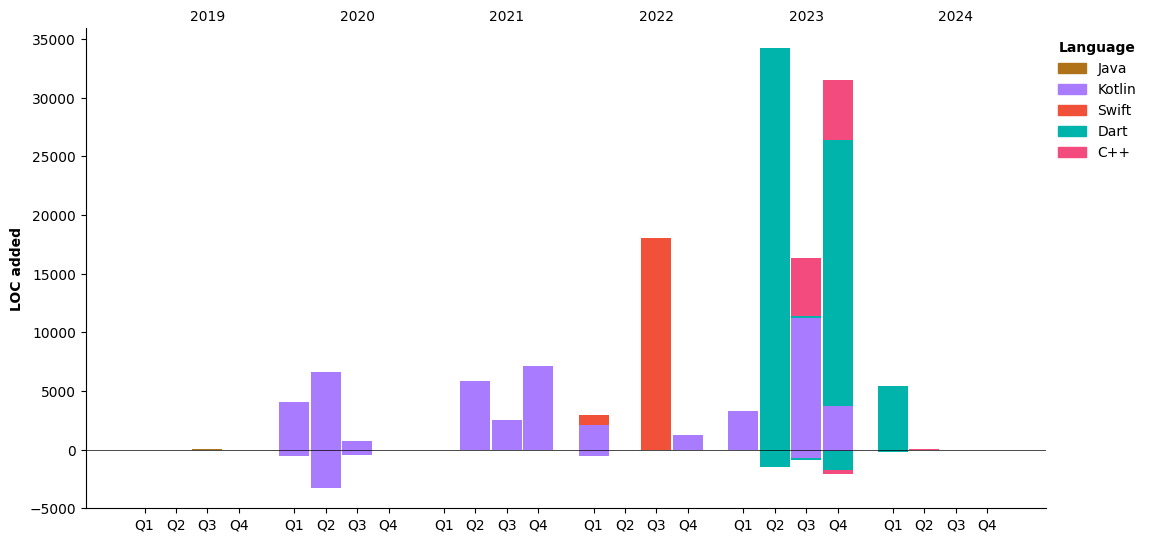 2019 2020 2021 2022 2023 2024
35000
30000
25000
20000
15000
10000
5000
0
−5000
LOC added
Q1 Q2 Q3 Q4 Q1 Q2 Q3 Q4 Q1 Q2 Q3 Q4 Q1 Q2 Q3 Q4 Q1 Q2 Q3 Q4 Q1 Q2 Q3 Q4
Language
Java
Kotlin
Swift
Dart
C++